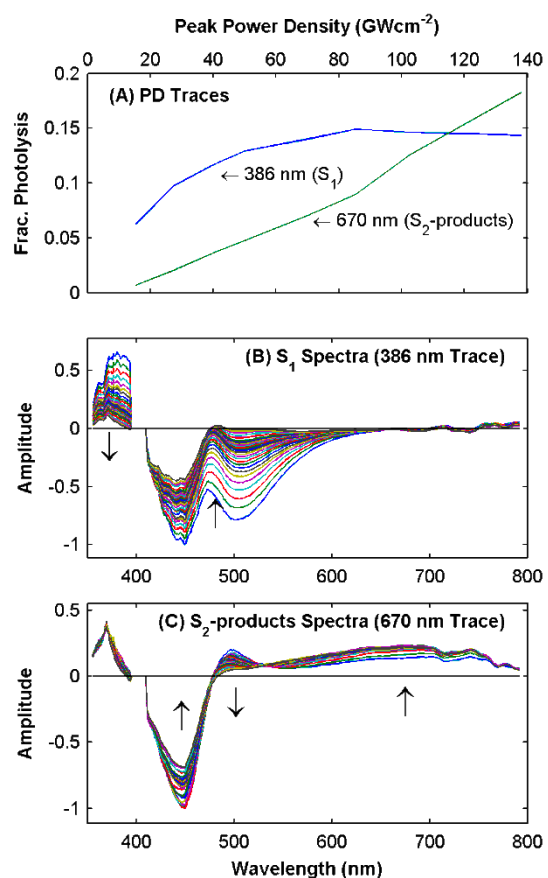 Peak Power Density (GWcm-2)
0 20 40 60 80 100 120 140
0.2
(A) PD Traces
0.15
← 386 nm (S1)
0.1
← 670 nm (S2-products)
0.05
0
Frac. Photolysis
(B) S1 Spectra (386 nm Trace)
0.5
0
-0.5
-1
Amplitude
400 500 600 700 800
0.5
(C) S2-products Spectra (670 nm Trace)
0
-0.5
-1
Amplitude
400 500 600 700 800
Wavelength (nm)